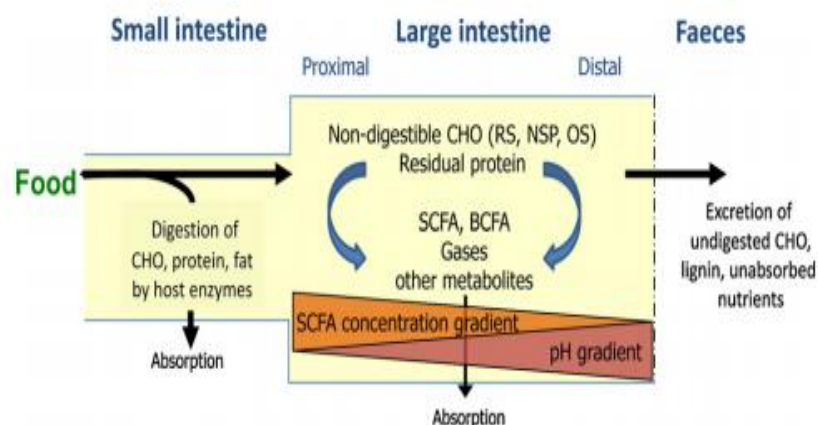 Small intestine
Large intestine
Faeces
Proximal
Distal
Non-digestible CHO (RS, NSP, OS)
Residual protein
Food
Digestion of
CHO, protein, fat
by host enzymes
SCFA, BCFA
Gases
other metabolites
Excretion of
undigested CHO,
lignin, unabsorbed
nutrients
SCFA concentration gradient
pH gradient
Absorption
Absorption